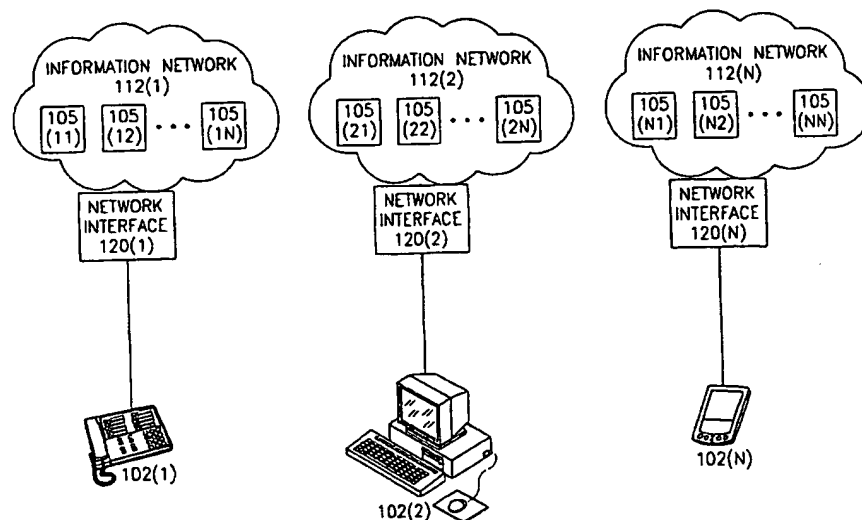 INFORMATION NETWORK
112(1)
105
(11)
105
(12)
...
105
(1N)
NETWORK
INTERFACE
120(1)
102(1)
INFORMATION NETWORK
112(2)
105
(21)
105
(22)
...
105
(2N)
NETWORK
INTERFACE
120(2)
102(2)
INFORMATION NETWORK
112(N)
105
(N1)
105
(N2)
...
105
(NN)
NETWORK
INTERFACE
120(N)
102(N)